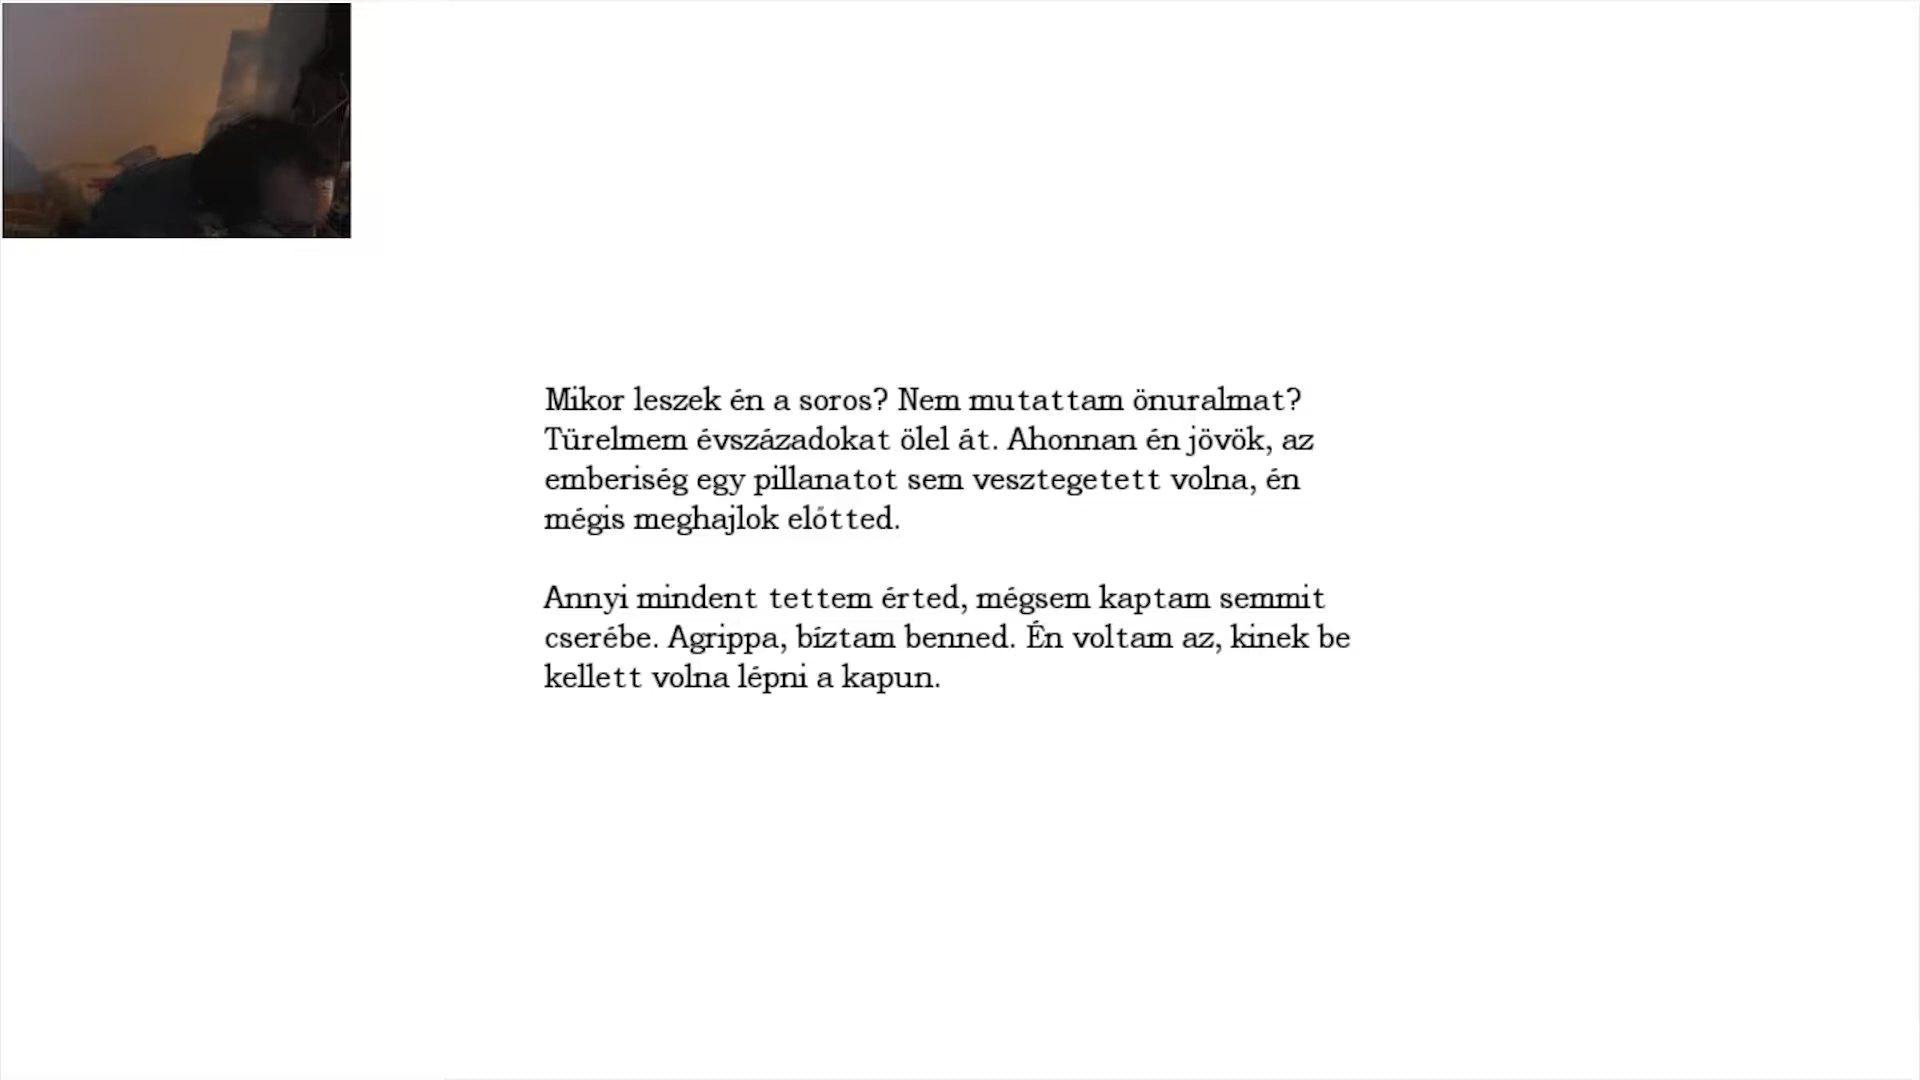 Mikor leszek én a soros? Nem mutattam önuralmat?
Türelmem évszázadokat ölel át. Ahonnan én jövök, az
emberiség egy pillanatot sem vesztegetett volna, én
mégis meghajlok előtted.
Annyi mindent tettem érted, mégsem kaptam semmit
cserébe. Agrippa, bíztam benned. Én voltam az, kinek be
kellett volna lépni a kapun.